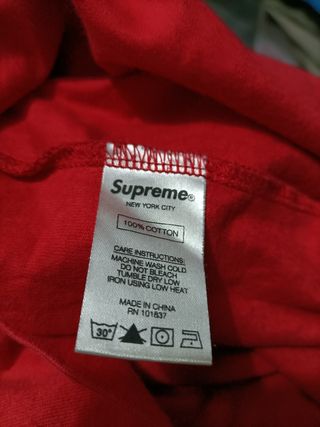 Supreme®
NEW YORK CITY
100% COTTON
CARE INSTRUCTIONS:
MACHINE WASH COLD
DO NOT BLEACH
TUMBLE DRY LOW
IRON USING LOW HEAT
MADE IN CHINA
RN 101837
30°